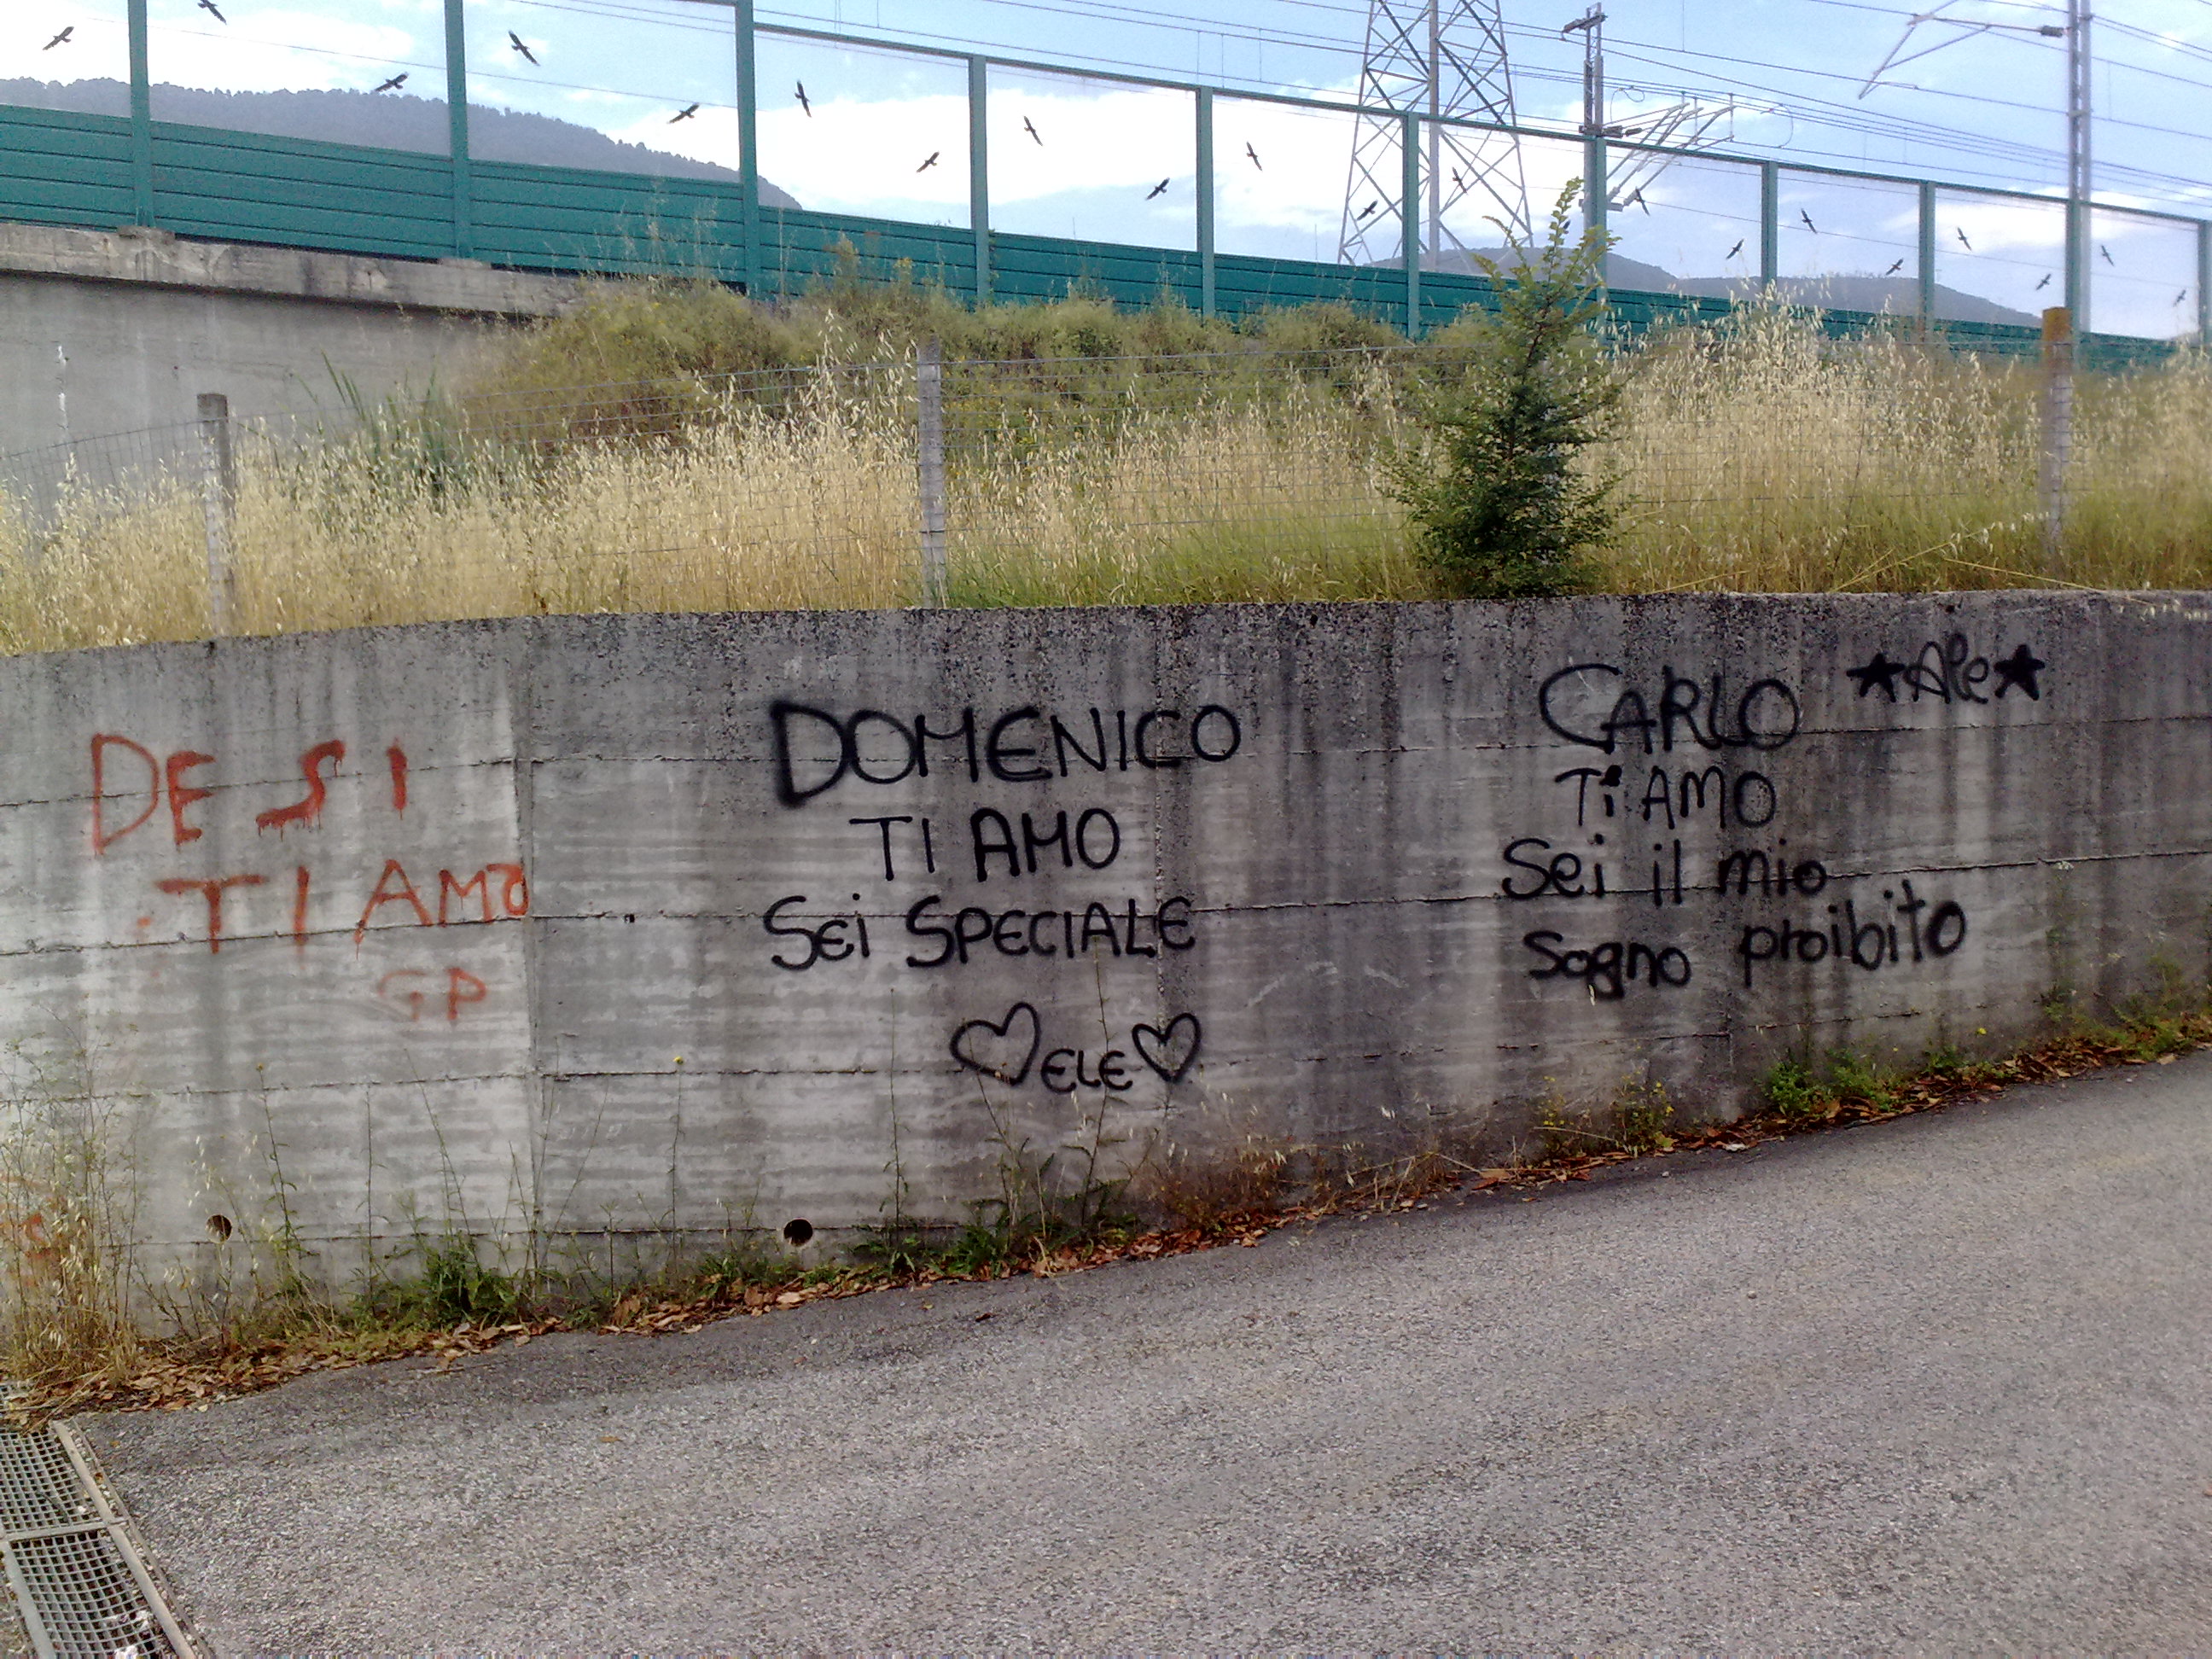 DESI
TI AMO
GP
DOMENICO
TI AMO
Sei SPECIALE
ELE
CARLO
Ti AMO
Sei il mio
sogno proibito
Ale